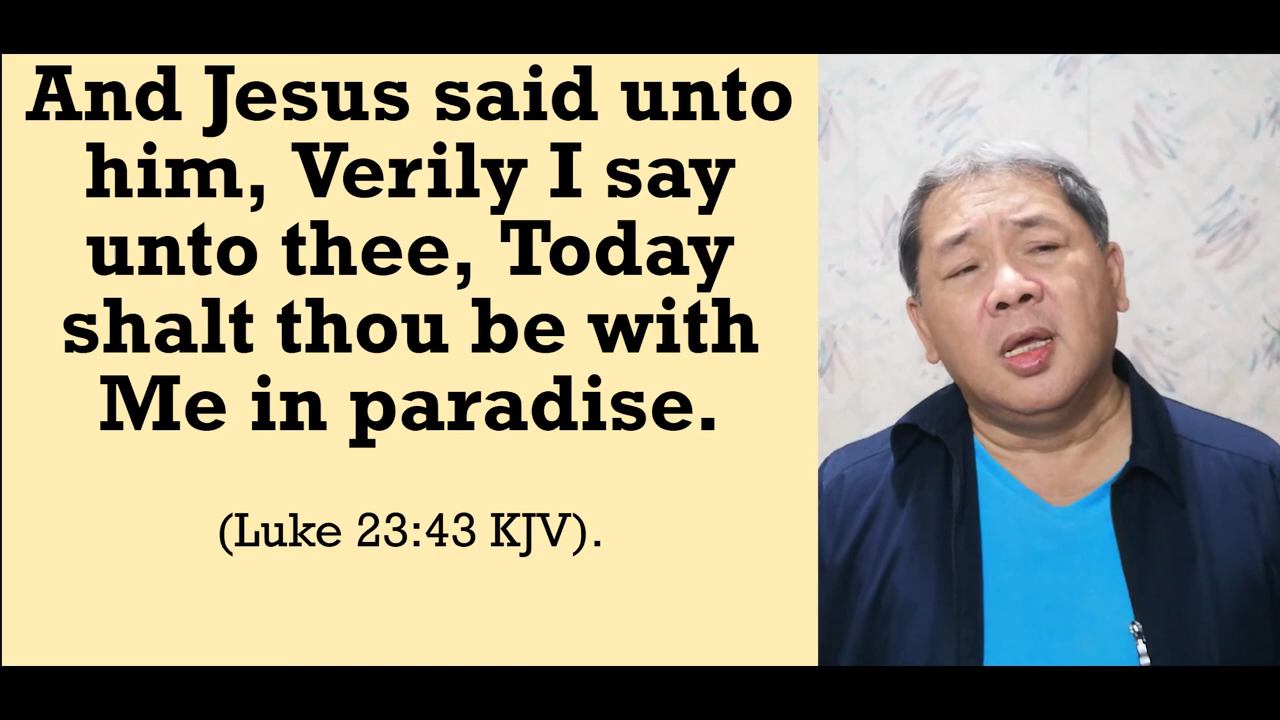 And Jesus said unto
him, Verily I say
unto thee, Today
shalt thou be with
Me in paradise.
(Luke 23:43 KJV).